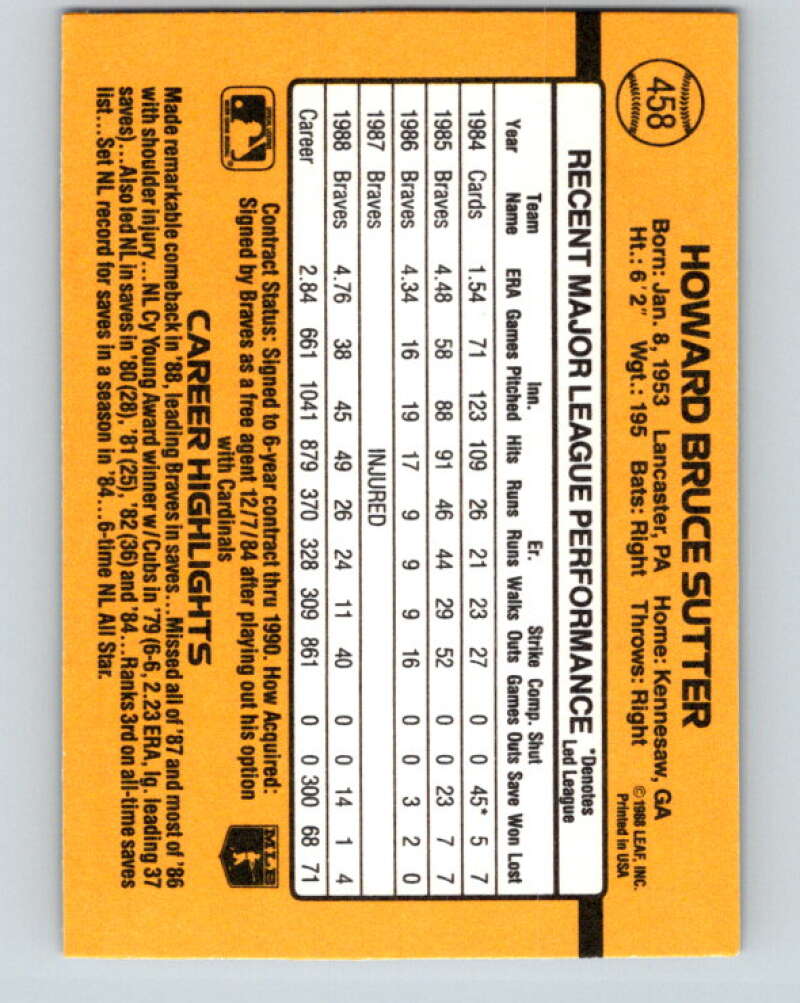 458
HOWARD BRUCE SUTTER
Born: Jan. 8, 1953 Lancaster, PA Home: Kennesaw, GA
Ht.: 6'2" Wgt.: 195 Bats: Right Throws: Right
©1988 LEAF, INC.
Printed in USA
RECENT MAJOR LEAGUE PERFORMANCE *Denotes Led League
Team Inn. Er. Strike Comp. Shut
Year Name ERA Games Pitched Hits Runs Runs Walks Outs Games Outs Save Won Lost
1984 Cards 1.54 71 123 109 26 21 23 27 0 0 45* 5 7
1985 Braves 4.48 58 88 91 46 44 29 52 0 0 23 7 7
1986 Braves 4.34 16 19 17 9 9 9 16 0 0 3 2 0
1987 Braves INJURED
1988 Braves 4.76 38 45 49 26 24 11 40 0 0 14 1 4
Career 2.84 661 1041 879 370 328 309 861 0 0 300 68 71
Contract Status: Signed to 6-year contract thru 1990. How Acquired:
Signed by Braves as a free agent 12/7/84 after playing out his option
with Cardinals
MLB
CAREER HIGHLIGHTS
Made remarkable comeback in '88, leading Braves in saves...Missed all of '87 and most of '86
with shoulder injury...NL Cy Young Award winner w/Cubs in '79 (6-6, 2.23 ERA, lg. leading 37
saves)...Also led NL in saves in '80 (28), '81 (25), '82 (36) and '84...Ranks 3rd on all-time saves
list...Set NL record for saves in a season in '84...6-time NL All Star.